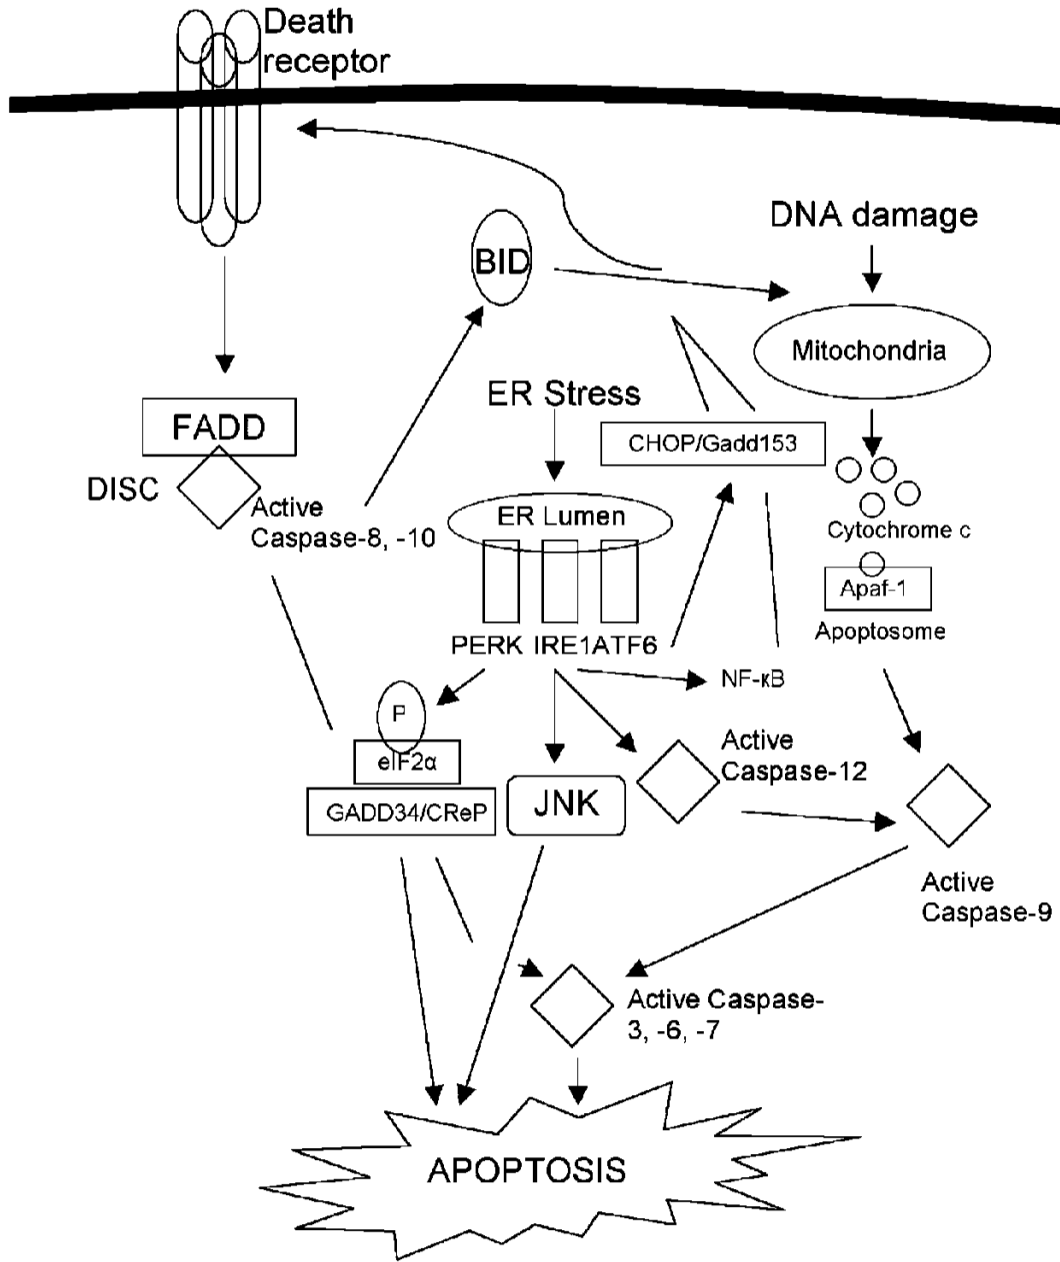 Death
receptor
DNA damage
BID
Mitochondria
ER Stress
FADD
CHOP/Gadd153
DISC
Active
Caspase-8, -10
ER Lumen
Cytochrome c
Apaf-1
Apoptosome
PERK IRE1ATF6
NF-κB
P
eIF2α
Active
Caspase-12
GADD34/CReP
JNK
Active
Caspase-9
Active Caspase-
3, -6, -7
APOPTOSIS